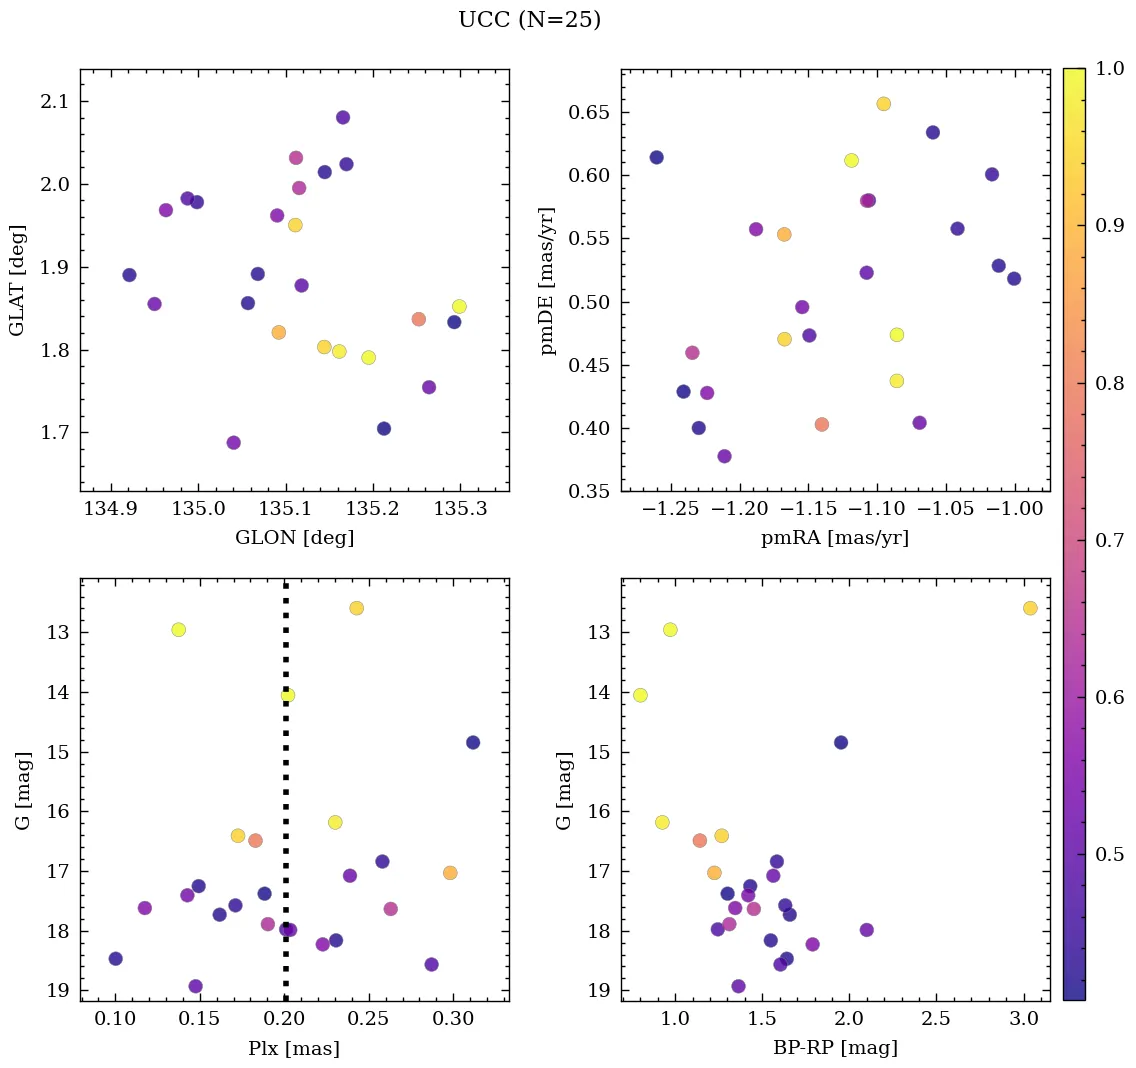 UCC (N=25)
2.1
2.0
1.9
1.8
1.7
GLAT [deg]
134.9 135.0 135.1 135.2 135.3
GLON [deg]
0.65
0.60
0.55
0.50
0.45
0.40
0.35
pmDE [mas/yr]
−1.25 −1.20 −1.15 −1.10 −1.05 −1.00
pmRA [mas/yr]
1.0
0.9
0.8
0.7
0.6
0.5
13
14
15
16
17
18
19
G [mag]
0.10 0.15 0.20 0.25 0.30
Plx [mas]
13
14
15
16
17
18
19
G [mag]
1.0 1.5 2.0 2.5 3.0
BP-RP [mag]